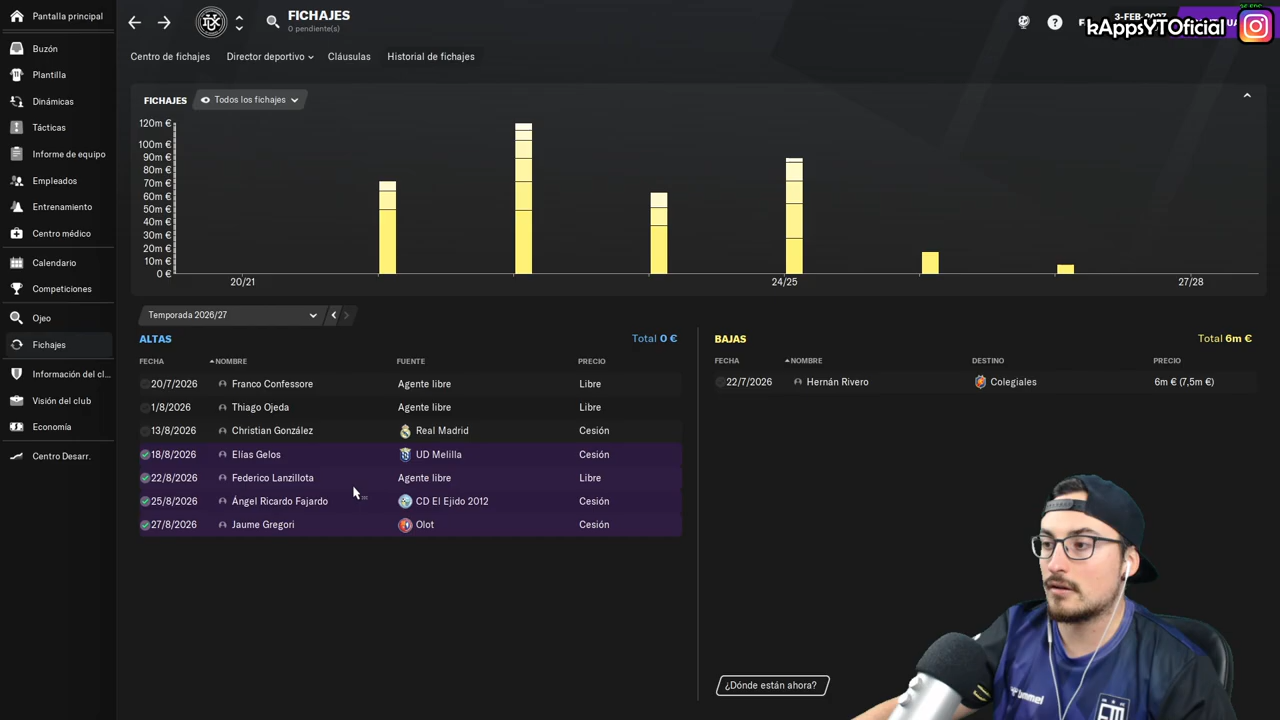 Pantalla principal
FICHAJES
0 pendiente(s)
3-FEB-2027
kAppsYTOficial
Buzón
Centro de fichajes
Director deportivo
Cláusulas
Historial de fichajes
Plantilla
Dinámicas
Tácticas
Informe de equipo
Empleados
Entrenamiento
Centro médico
Calendario
Competiciones
Ojeo
Fichajes
Información del cl...
Visión del club
Economía
Centro Desarr.
FICHAJES
Todos los fichajes
120m €
100m €
90m €
80m €
70m €
60m €
50m €
40m €
30m €
20m €
10m €
0 €
20/21
24/25
27/28
Temporada 2026/27
ALTAS
Total 0 €
FECHA NOMBRE FUENTE PRECIO
20/7/2026 Franco Confessore Agente libre Libre
1/8/2026 Thiago Ojeda Agente libre Libre
13/8/2026 Christian González Real Madrid Cesión
18/8/2026 Elías Gelos UD Melilla Cesión
22/8/2026 Federico Lanzillota Agente libre Libre
25/8/2026 Ángel Ricardo Fajardo CD El Ejido 2012 Cesión
27/8/2026 Jaume Gregori Olot Cesión
BAJAS
Total 6m €
FECHA NOMBRE DESTINO PRECIO
22/7/2026 Hernán Rivero Colegiales 6m € (7,5m €)
¿Dónde están ahora?
hummel